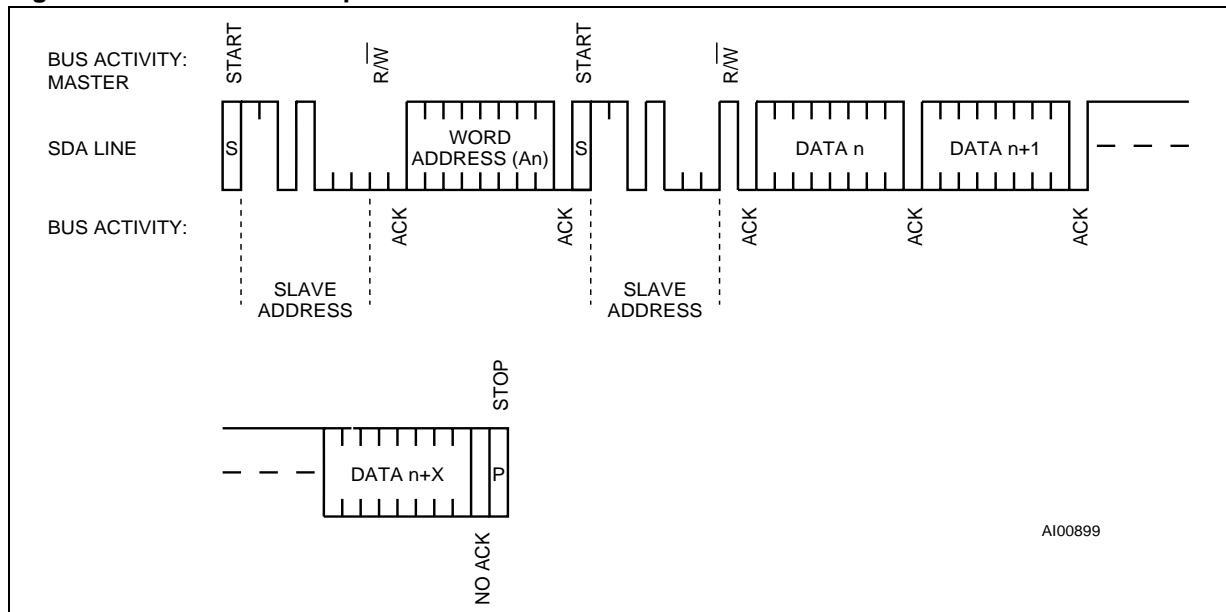 BUS ACTIVITY:
MASTER
START
R/W
START
R/W
SDA LINE
S
WORD
ADDRESS (An)
S
DATA n
DATA n+1
BUS ACTIVITY:
ACK
ACK
ACK
ACK
ACK
SLAVE
ADDRESS
SLAVE
ADDRESS
STOP
DATA n+X
P
NO ACK
AI00899